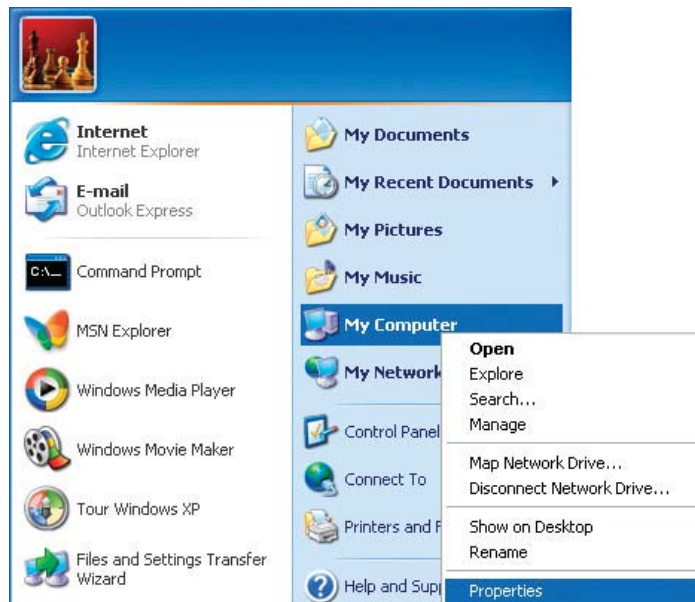 Internet
Internet Explorer
E-mail
Outlook Express
C:\_
Command Prompt
MSN Explorer
Windows Media Player
Windows Movie Maker
Tour Windows XP
Files and Settings Transfer
Wizard
My Documents
My Recent Documents
My Pictures
My Music
My Computer
My Network
Control Panel
Connect To
Printers and
Help and
Open
Explore
Search...
Manage
Map Network Drive...
Disconnect Network Drive...
Show on Desktop
Rename
Properties